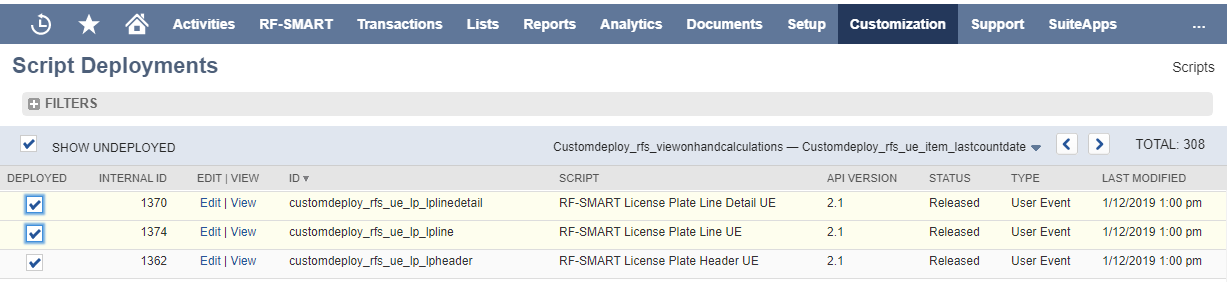 Activities RF-SMART Transactions Lists Reports Analytics Documents Setup Customization Support SuiteApps ...
Script Deployments
Scripts
FILTERS
SHOW UNDEPLOYED Customdeploy_rfs_viewonhandcalculations — Customdeploy_rfs_ue_item_lastcountdate TOTAL: 308
DEPLOYED INTERNAL ID EDIT | VIEW ID ▼ SCRIPT API VERSION STATUS TYPE LAST MODIFIED
1370 Edit | View customdeploy_rfs_ue_lp_lplinedetail RF-SMART License Plate Line Detail UE 2.1 Released User Event 1/12/2019 1:00 pm
1374 Edit | View customdeploy_rfs_ue_lp_lpline RF-SMART License Plate Line UE 2.1 Released User Event 1/12/2019 1:00 pm
1362 Edit | View customdeploy_rfs_ue_lp_lpheader RF-SMART License Plate Header UE 2.1 Released User Event 1/12/2019 1:00 pm